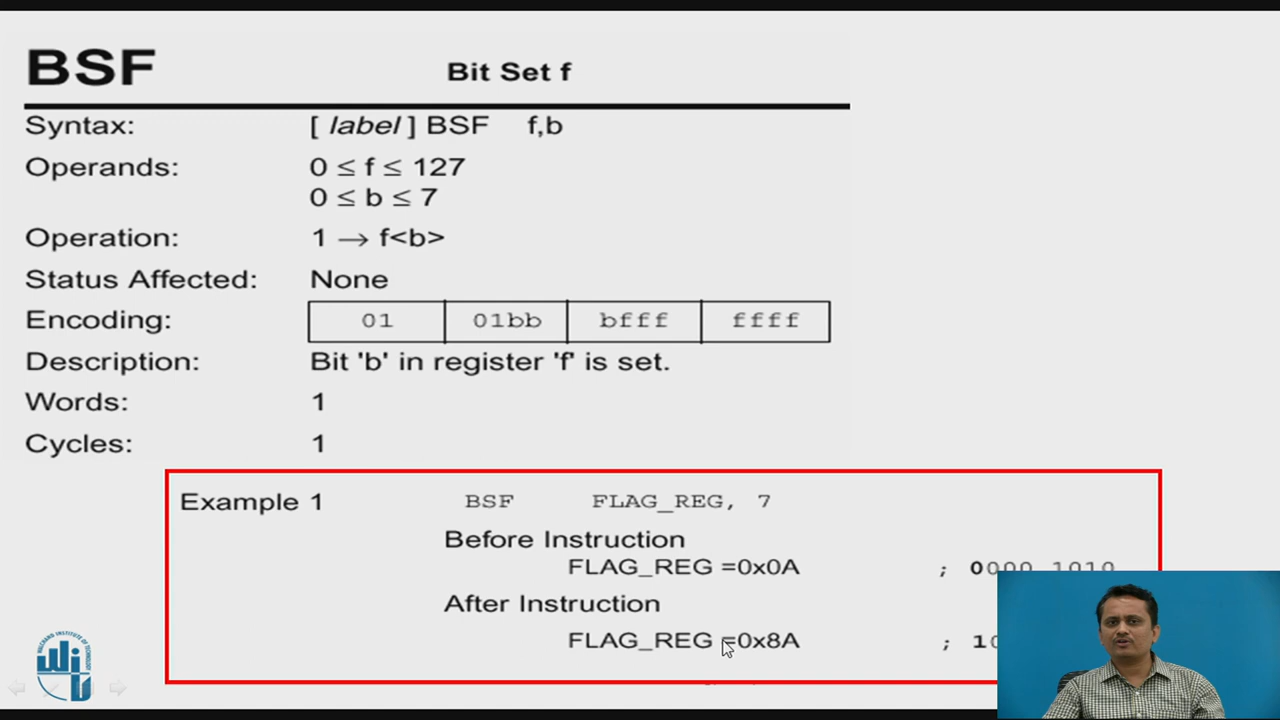 BSF Bit Set f
Syntax: [ label ] BSF f,b
Operands: 0 ≤ f ≤ 127
0 ≤ b ≤ 7
Operation: 1 → f<b>
Status Affected: None
Encoding: 01 01bb bfff ffff
Description: Bit 'b' in register 'f' is set.
Words: 1
Cycles: 1
Example 1 BSF FLAG_REG, 7
Before Instruction
FLAG_REG =0x0A ; 0000 1010
After Instruction
FLAG_REG =0x8A ;